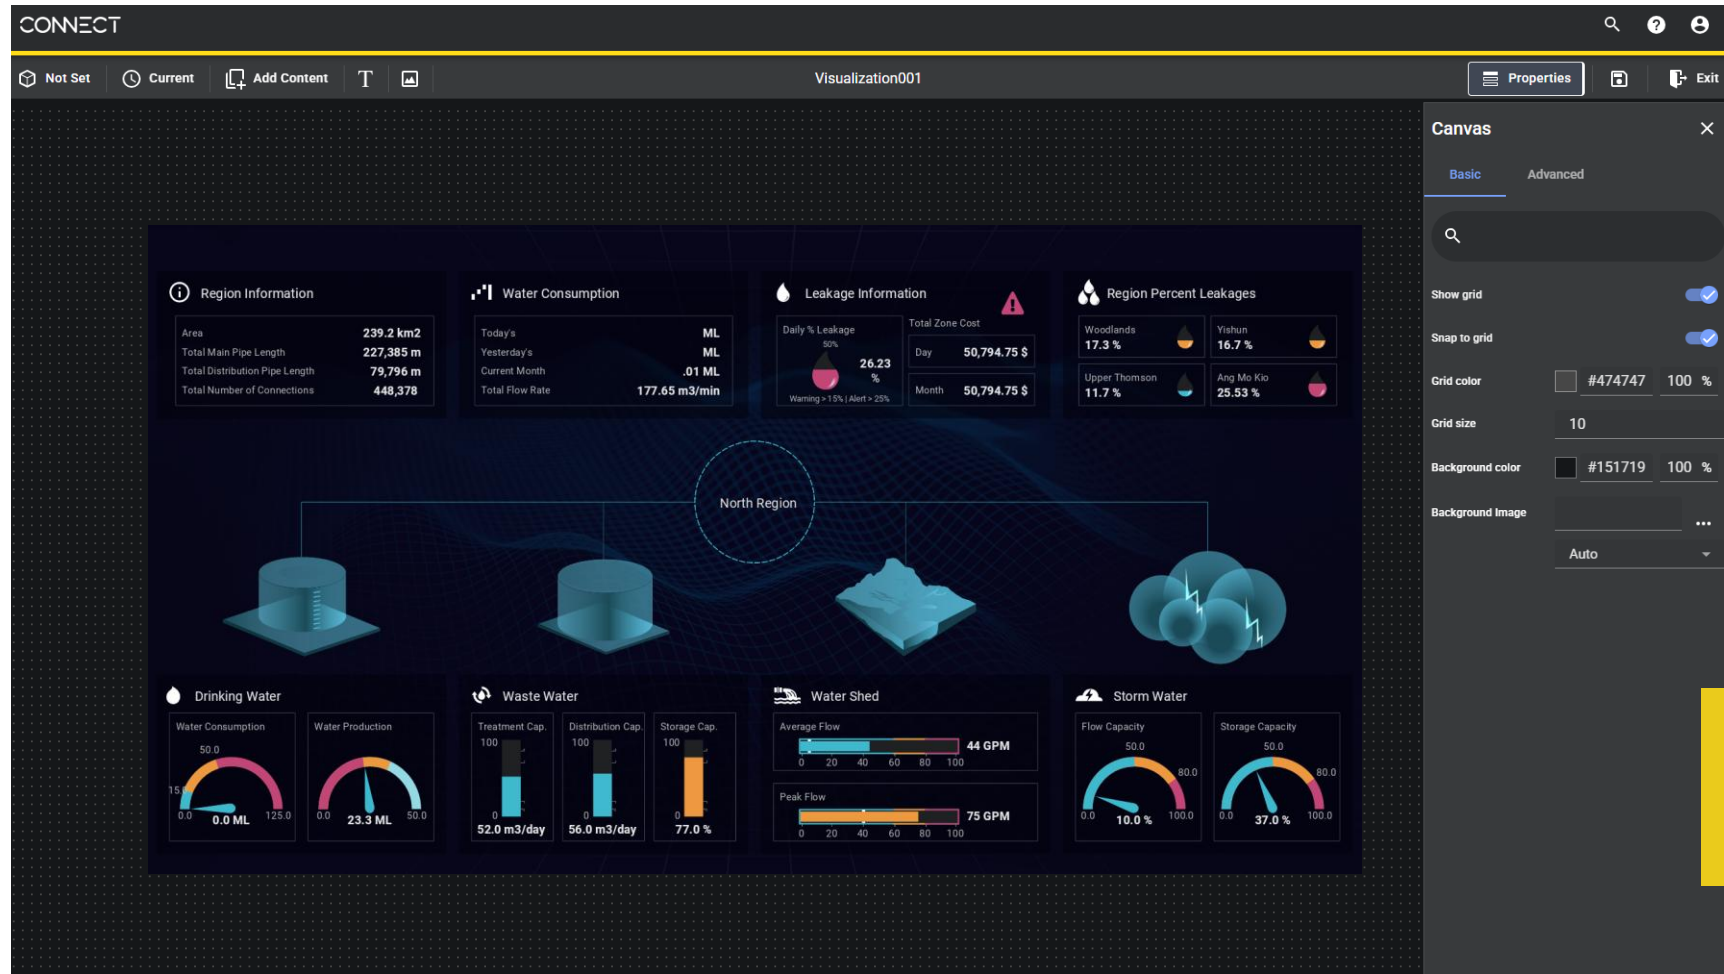 CONNECT
Not Set
Current
Add Content
T
Visualization001
Properties
Exit
Canvas
Basic
Advanced
Show grid
Snap to grid
Grid color
#474747
100 %
Grid size
10
Background color
#151719
100 %
Background Image
Auto
Region Information
Area 239.2 km2
Total Main Pipe Length 227,385 m
Total Distribution Pipe Length 79,796 m
Total Number of Connections 448,378
Water Consumption
Today's ML
Yesterday's ML
Current Month .01 ML
Total Flow Rate 177.65 m3/min
Leakage Information
Daily % Leakage
50%
26.23
%
Warning > 15% | Alert > 25%
Total Zone Cost
Day 50,794.75 $
Month 50,794.75 $
Region Percent Leakages
Woodlands
17.3 %
Yishun
16.7 %
Upper Thomson
11.7 %
Ang Mo Kio
25.53 %
North Region
Drinking Water
Water Consumption
50.0
15.0
0.0
0.0 ML
125.0
Water Production
0.0
23.3 ML
50.0
Waste Water
Treatment Cap.
100
0
52.0 m3/day
Distribution Cap.
100
0
56.0 m3/day
Storage Cap.
100
0
77.0 %
Water Shed
Average Flow
44 GPM
0 20 40 60 80 100
Peak Flow
75 GPM
0 20 40 60 80 100
Storm Water
Flow Capacity
50.0
80.0
0.0
10.0 %
100.0
Storage Capacity
50.0
80.0
0.0
37.0 %
100.0